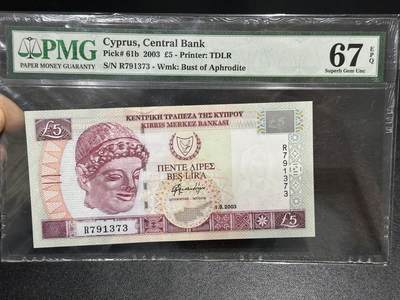 PMG
PAPER MONEY GUARANTY
Cyprus, Central Bank
Pick# 61b 2003 £5 - Printer: TDLR
S/N R791373 - Wmk: Bust of Aphrodite
67 EPQ
Superb Gem Unc
ΚΕΝΤΡΙΚΗ ΤΡΑΠΕΖΑ ΤΗΣ ΚΥΠΡΟΥ
KIBRIS MERKEZ BANKASI
£5
£5
R791373
ΠΕΝΤΕ ΛΙΡΕΣ
BEŞ LİRA
1.9.2003
R791373
£5